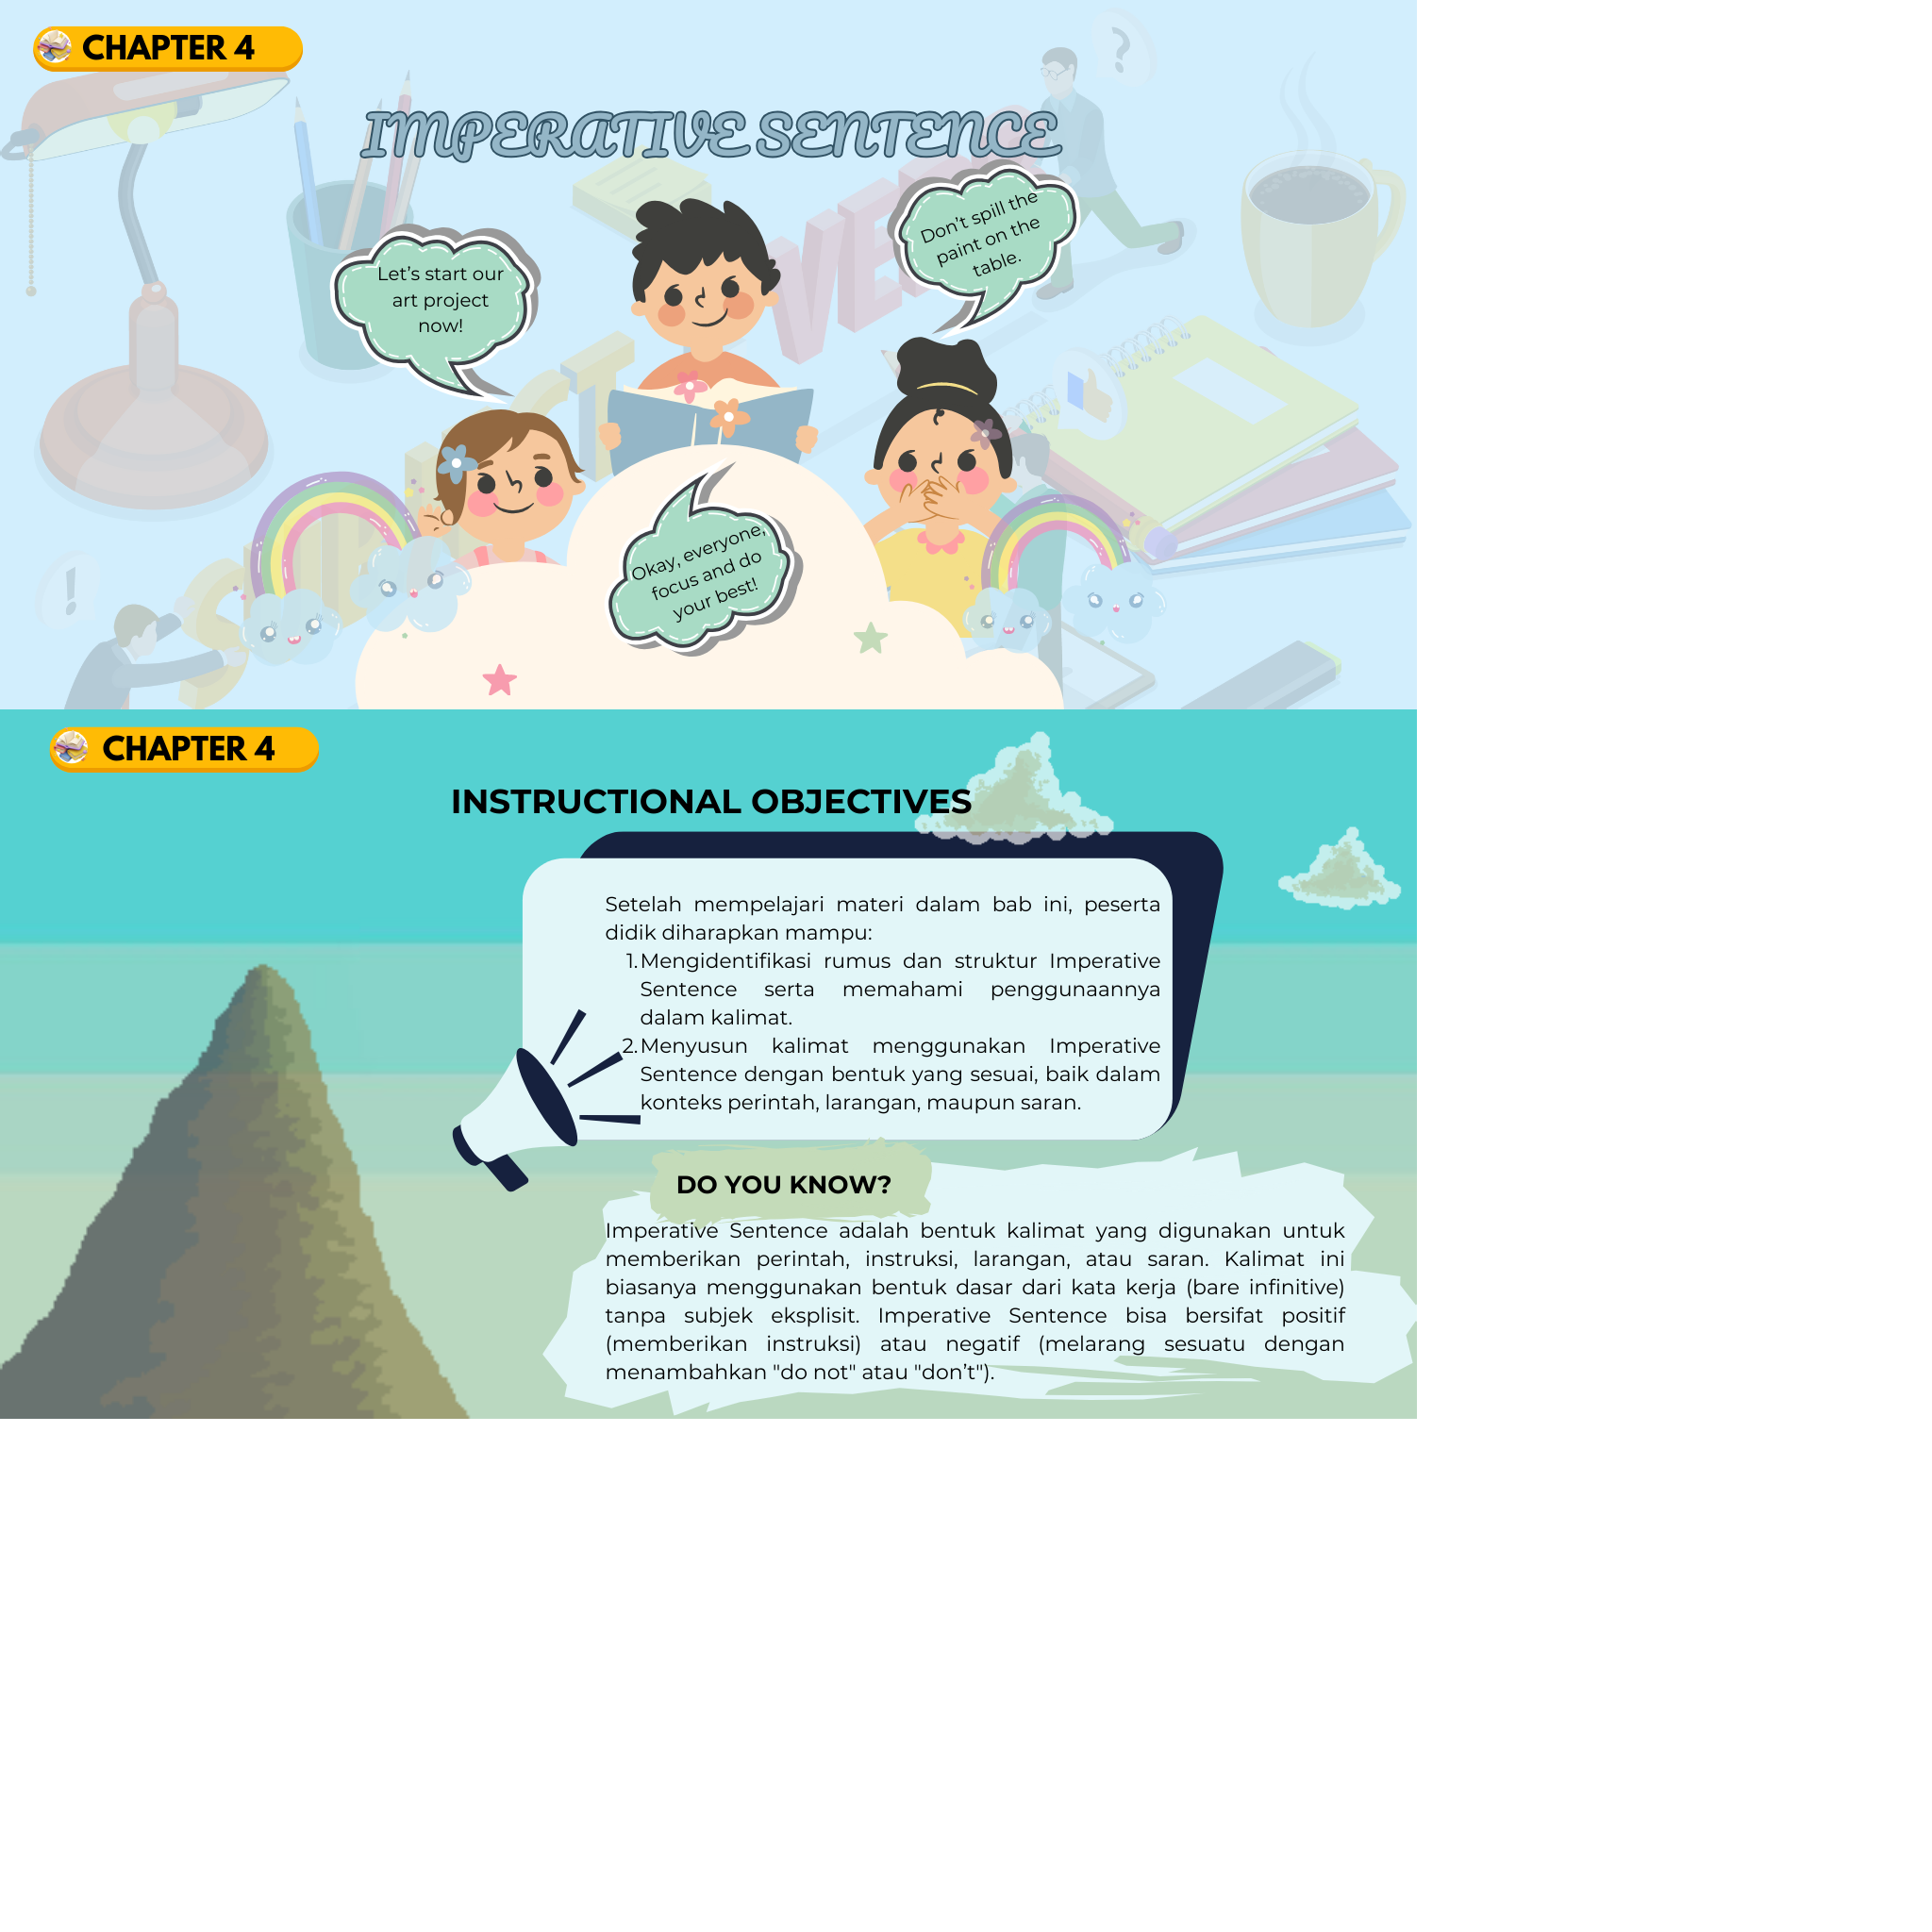 CHAPTER 4
IMPERATIVE SENTENCE
Let's start our
art project
now!
Don't spill the
paint on the
table.
Okay, everyone,
focus and do
your best!
CHAPTER 4
INSTRUCTIONAL OBJECTIVES
Setelah mempelajari materi dalam bab ini, peserta
didik diharapkan mampu:
1. Mengidentifikasi rumus dan struktur Imperative
Sentence serta memahami penggunaannya
dalam kalimat.
2. Menyusun kalimat menggunakan Imperative
Sentence dengan bentuk yang sesuai, baik dalam
konteks perintah, larangan, maupun saran.
DO YOU KNOW?
Imperative Sentence adalah bentuk kalimat yang digunakan untuk
memberikan perintah, instruksi, larangan, atau saran. Kalimat ini
biasanya menggunakan bentuk dasar dari kata kerja (bare infinitive)
tanpa subjek eksplisit. Imperative Sentence bisa bersifat positif
(memberikan instruksi) atau negatif (melarang sesuatu dengan
menambahkan "do not" atau "don't").